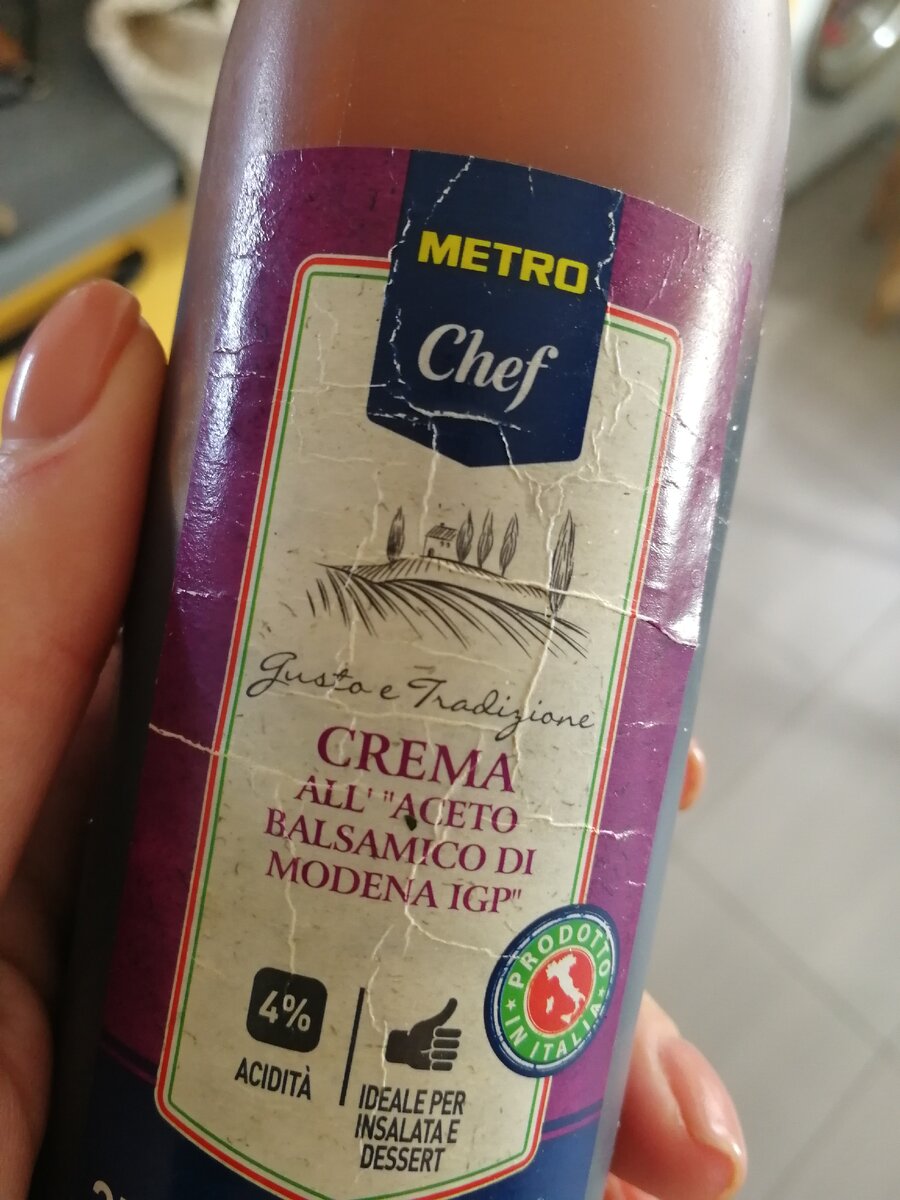 METRO
Chef
Gusto e Tradizione
CREMA
ALL' "ACETO
BALSAMICO DI
MODENA IGP"
PRODOTTO
IN ITALIA
4%
ACIDITÀ
IDEALE PER
INSALATA E
DESSERT